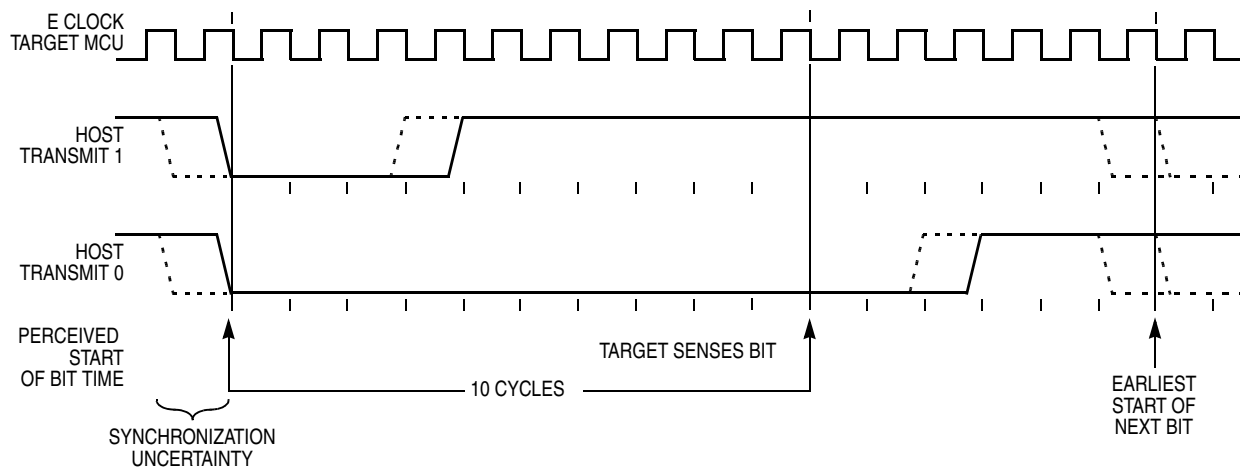 E CLOCK
TARGET MCU
HOST
TRANSMIT 1
HOST
TRANSMIT 0
PERCEIVED
START
OF BIT TIME
TARGET SENSES BIT
10 CYCLES
EARLIEST
START OF
NEXT BIT
SYNCHRONIZATION
UNCERTAINTY